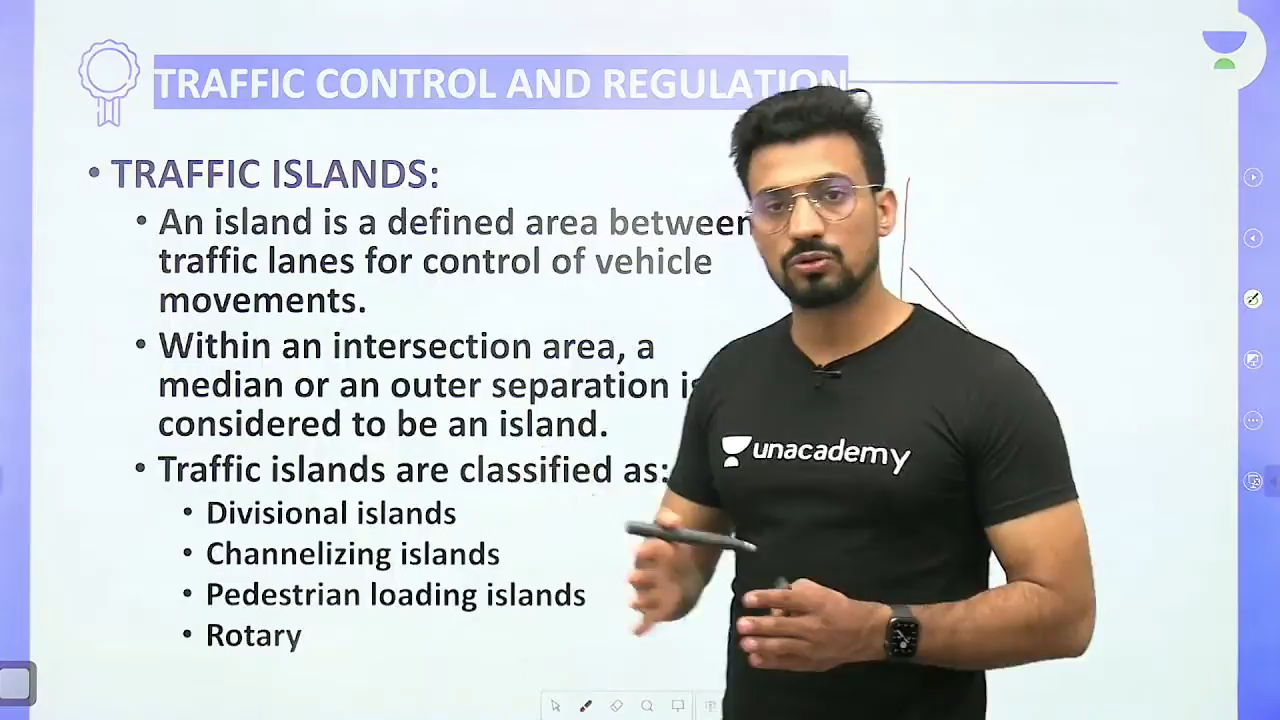 TRAFFIC CONTROL AND REGULATION
• TRAFFIC ISLANDS:
• An island is a defined area between
traffic lanes for control of vehicle
movements.
• Within an intersection area, a
median or an outer separation is
considered to be an island.
• Traffic islands are classified as:
• Divisional islands
• Channelizing islands
• Pedestrian loading islands
• Rotary
unacademy